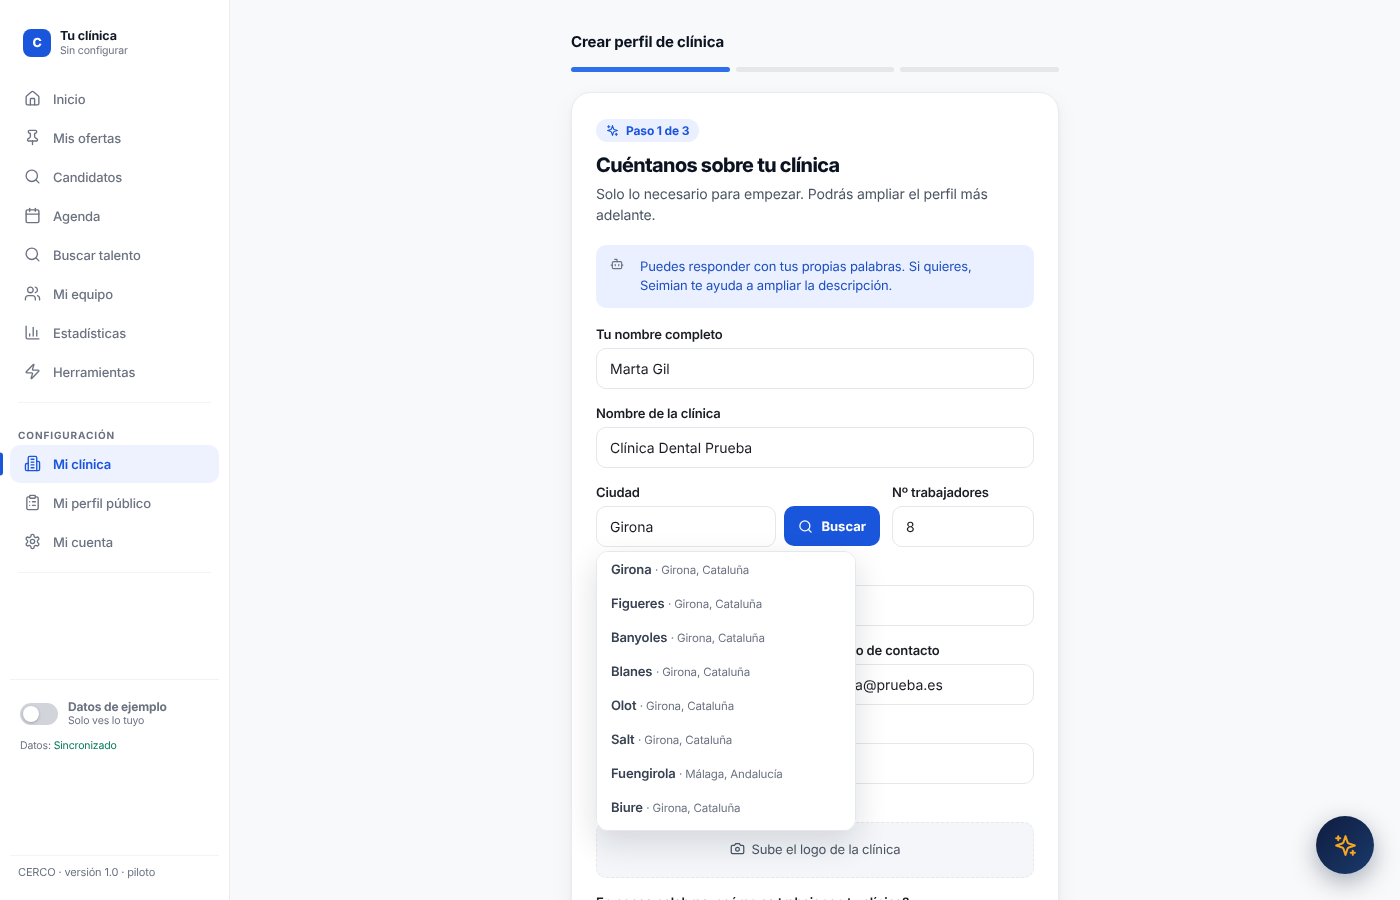 C
Tu clínica
Sin configurar
Inicio
Mis ofertas
Candidatos
Agenda
Buscar talento
Mi equipo
Estadísticas
Herramientas
CONFIGURACIÓN
Mi clínica
Mi perfil público
Mi cuenta
Datos de ejemplo
Solo ves lo tuyo
Datos: Sincronizado
CERCO · versión 1.0 · piloto
Crear perfil de clínica
Paso 1 de 3
Cuéntanos sobre tu clínica
Solo lo necesario para empezar. Podrás ampliar el perfil más
adelante.
Puedes responder con tus propias palabras. Si quieres,
Seimian te ayuda a ampliar la descripción.
Tu nombre completo
Marta Gil
Nombre de la clínica
Clínica Dental Prueba
Ciudad
Nº trabajadores
Girona
Buscar
8
Girona · Girona, Cataluña
Figueres · Girona, Cataluña
Banyoles · Girona, Cataluña
Blanes · Girona, Cataluña
Olot · Girona, Cataluña
Salt · Girona, Cataluña
Fuengirola · Málaga, Andalucía
Biure · Girona, Cataluña
o de contacto
a@prueba.es
Sube el logo de la clínica